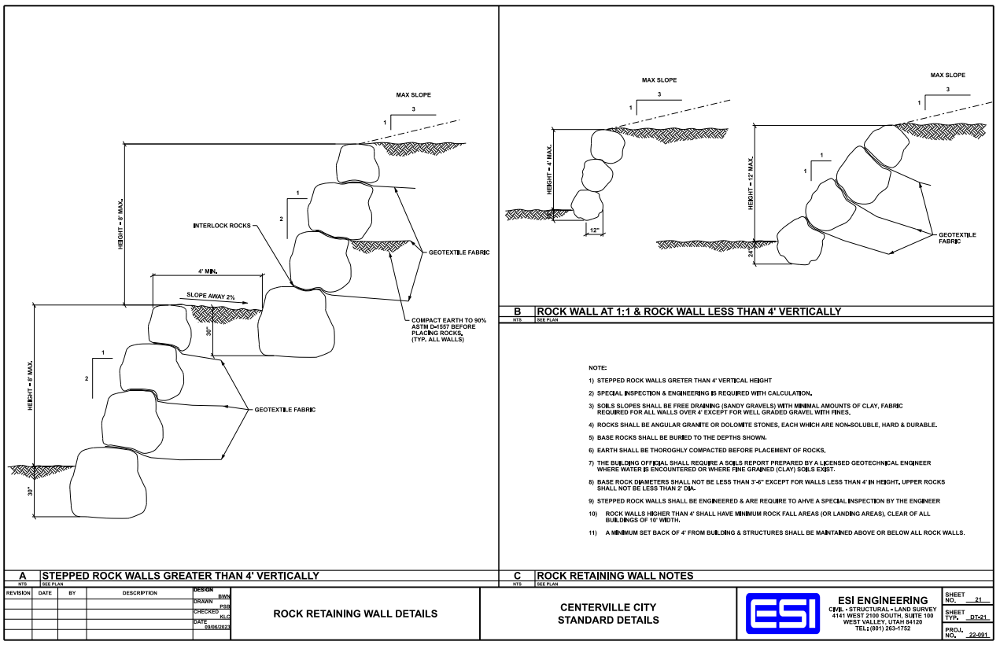 MAX SLOPE
3
1
HEIGHT = 8' MAX.
1
2
INTERLOCK ROCKS
GEOTEXTILE FABRIC
4' MIN.
SLOPE AWAY 2%
30"
COMPACT EARTH TO 90%
ASTM D-1557 BEFORE
PLACING ROCKS.
(TYP. ALL WALLS)
HEIGHT = 8' MAX.
1
2
GEOTEXTILE FABRIC
30"
A STEPPED ROCK WALLS GREATER THAN 4' VERTICALLY
NTS SEE PLAN
MAX SLOPE
3
1
HEIGHT = 4' MAX.
12"
MAX SLOPE
3
1
HEIGHT = 12' MAX.
1
1
24"
GEOTEXTILE
FABRIC
B ROCK WALL AT 1:1 & ROCK WALL LESS THAN 4' VERTICALLY
NTS SEE PLAN
NOTE:
1) STEPPED ROCK WALLS GRETER THAN 4' VERTICAL HEIGHT
2) SPECIAL INSPECTION & ENGINEERING IS REQUIRED WITH CALCULATION.
3) SOILS SLOPES SHALL BE FREE DRAINING (SANDY GRAVELS) WITH MINIMAL AMOUNTS OF CLAY, FABRIC
REQUIRED FOR ALL WALLS OVER 4' EXCEPT FOR WELL GRADED GRAVEL WITH FINES.
4) ROCKS SHALL BE ANGULAR GRANITE OR DOLOMITE STONES, EACH WHICH ARE NON-SOLUBLE, HARD & DURABLE.
5) BASE ROCKS SHALL BE BURIED TO THE DEPTHS SHOWN.
6) EARTH SHALL BE THOROGHLY COMPACTED BEFORE PLACEMENT OF ROCKS.
7) THE BUILDING OFFICIAL SHALL REQUIRE A SOILS REPORT PREPARED BY A LICENSED GEOTECHNICAL ENGINEER
WHERE WATER IS ENCOUNTERED OR WHERE FINE GRAINED (CLAY) SOILS EXIST.
8) BASE ROCK DIAMETERS SHALL NOT BE LESS THAN 3'-6" EXCEPT FOR WALLS LESS THAN 4' IN HEIGHT. UPPER ROCKS
SHALL NOT BE LESS THAN 2' DIA.
9) STEPPED ROCK WALLS SHALL BE ENGINEERED & ARE REQUIRE TO AHVE A SPECIAL INSPECTION BY THE ENGINEER
10) ROCK WALLS HIGHER THAN 4' SHALL HAVE MINIMUM ROCK FALL AREAS (OR LANDING AREAS), CLEAR OF ALL
BUILDINGS OF 10' WIDTH.
11) A MINIMUM SET BACK OF 4' FROM BUILDING & STRUCTURES SHALL BE MAINTAINED ABOVE OR BELOW ALL ROCK WALLS.
C ROCK RETAINING WALL NOTES
NTS SEE PLAN
REVISION DATE BY DESCRIPTION
DESIGN
BWN
DRAWN
PSB
CHECKED
KLC
DATE
09/06/2023
ROCK RETAINING WALL DETAILS
CENTERVILLE CITY
STANDARD DETAILS
ESI
ESI ENGINEERING
CIVIL • STRUCTURAL • LAND SURVEY
4141 WEST 2100 SOUTH, SUITE 100
WEST VALLEY, UTAH 84120
TEL: (801) 263-1752
SHEET
NO. 21
SHEET
TYP. DT-21
PROJ.
NO. 22-091